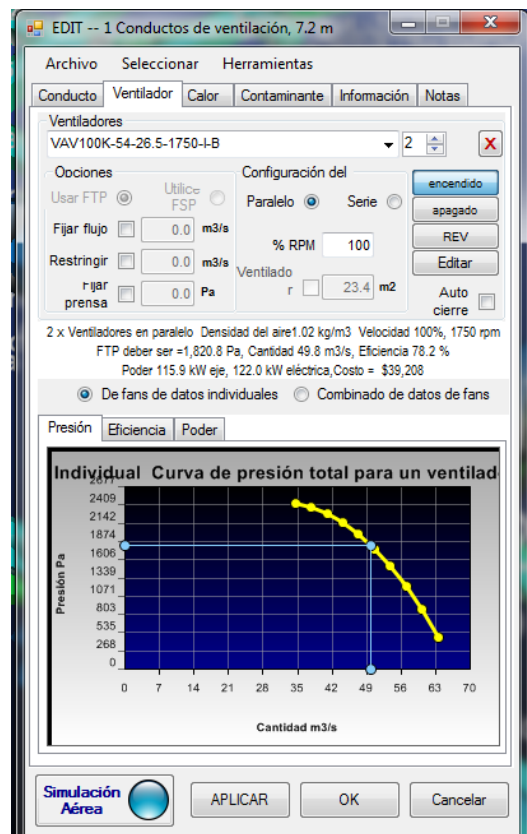 EDIT -- 1 Conductos de ventilación, 7.2 m
Archivo Seleccionar Herramientas
Conducto Ventilador Calor Contaminante Información Notas
Ventiladores
VAV100K-54-26.5-1750-I-B 2 X
Opciones
Usar FTP Utilice FSP
Fijar flujo 0.0 m3/s
Restringir 0.0 m3/s
Fijar prensa 0.0 Pa
Configuración del
Paralelo Serie
% RPM 100
Ventilado r 23.4 m2
encendido
apagado
REV
Editar
Auto cierre
2 x Ventiladores en paralelo Densidad del aire1.02 kg/m3 Velocidad 100%, 1750 rpm
FTP deber ser =1,820.8 Pa, Cantidad 49.8 m3/s, Eficiencia 78.2 %
Poder 115.9 kW eje, 122.0 kW eléctrica,Costo = $39,208
De fans de datos individuales Combinado de datos de fans
Presión Eficiencia Poder
Individual Curva de presión total para un ventilad
2677
2409
2142
1874
1606
1339
1071
803
535
268
0
Presión Pa
0 7 14 21 28 35 42 49 56 63 70
Cantidad m3/s
Simulación Aérea APLICAR OK Cancelar